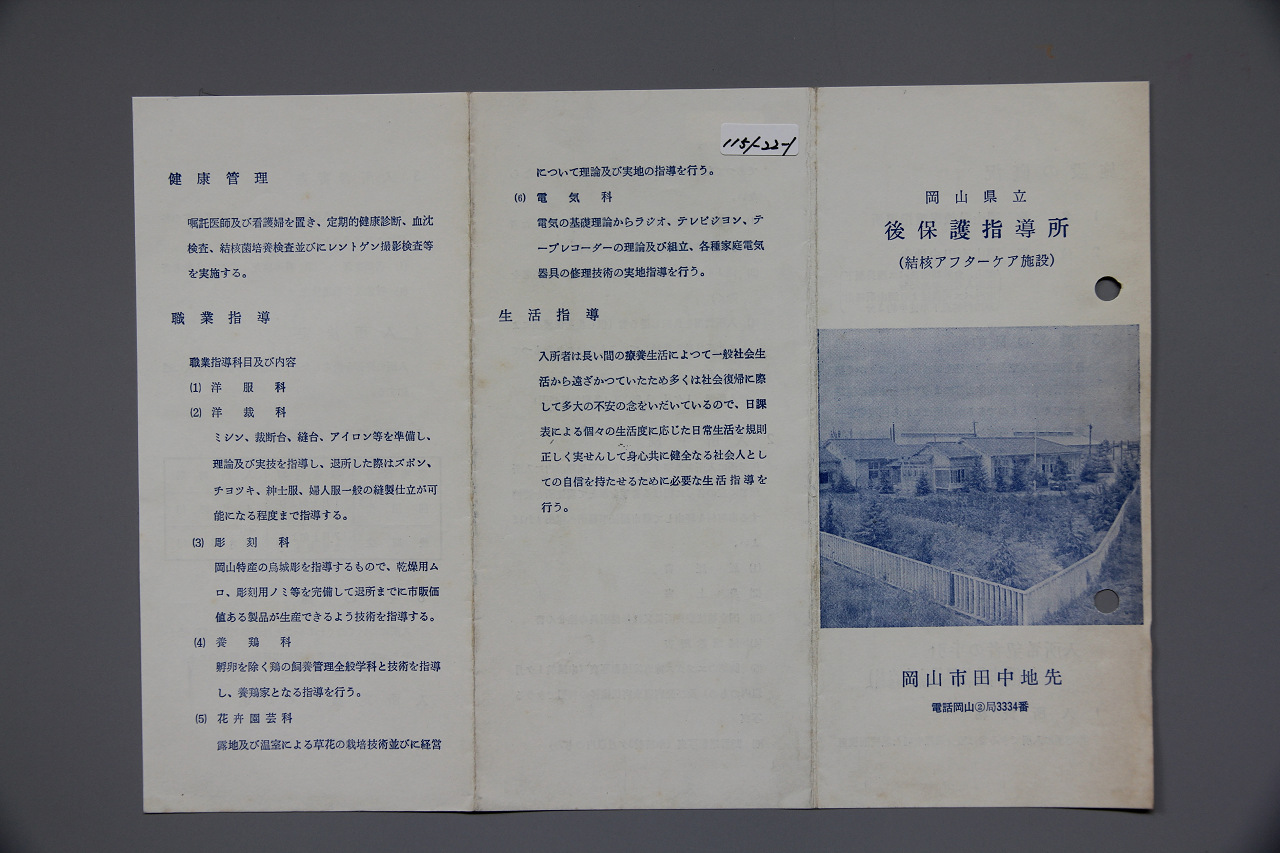 健康管理
嘱託医師及び看護婦を置き、定期的健康診断、血沈
検査、結核菌培養検査並びにレントゲン撮影検査等
を実施する。
職業指導
職業指導科目及び内容
(1) 洋服科
(2) 洋裁科
ミシン、裁断台、縫台、アイロン等を準備し、
理論及び実技を指導し、退所した際はズボン、
チヨツキ、紳士服、婦人服一般の縫製仕立が可
能になる程度まで指導する。
(3) 彫刻科
岡山特産の烏城彫を指導するもので、乾燥用ム
ロ、彫刻用ノミ等を完備して退所までに市販価
値ある製品が生産できるよう技術を指導する。
(4) 養鶏科
孵卵を除く鶏の飼養管理全般学科と技術を指導
し、養鶏家となる指導を行う。
(5) 花卉園芸科
露地及び温室による草花の栽培技術並びに経営
115/-22-1
について理論及び実地の指導を行う。
(6) 電気科
電気の基礎理論からラジオ、テレビジヨン、テ
ープレコーダーの理論及び組立、各種家庭電気
器具の修理技術の実地指導を行う。
生活指導
入所者は長い間の療養生活によつて一般社会生
活から遠ざかつていたため多くは社会復帰に際
して多大の不安の念をいだいているので、日課
表による個々の生活度に応じた日常生活を規則
正しく実せんして身心共に健全なる社会人とし
ての自信を持たせるために必要な生活指導を
行う。
岡山県立
後保護指導所
(結核アフターケア施設)
岡山市田中地先
電話岡山②局3334番